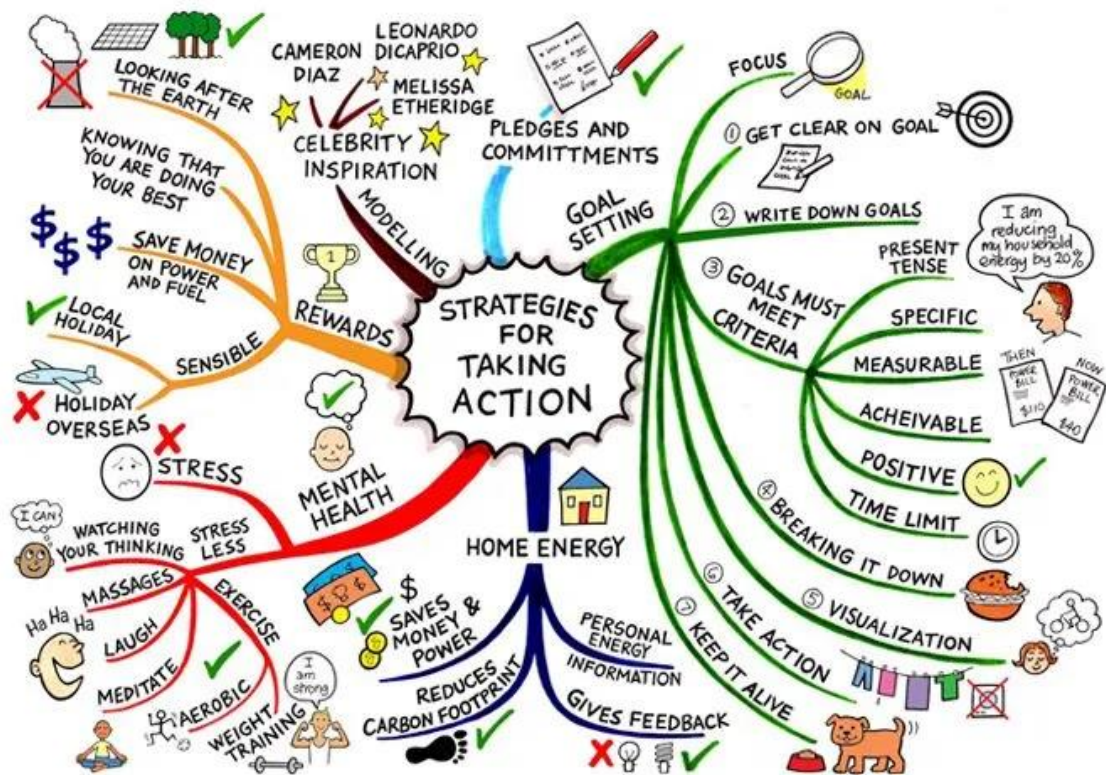 STRATEGIES
FOR
TAKING
ACTION
PLEDGES AND
COMMITTMENTS
GOAL
SETTING
FOCUS
GOAL
① GET CLEAR ON GOAL
② WRITE DOWN GOALS
③ GOALS MUST
MEET
CRITERIA
PRESENT
TENSE
I am
reducing
my household
energy by 20%
SPECIFIC
MEASURABLE
THEN
POWER
BILL
$110
NOW
POWER
BILL
$40
ACHEIVABLE
POSITIVE
TIME LIMIT
④ BREAKING IT DOWN
⑤ VISUALIZATION
⑥ TAKE ACTION
⑦ KEEP IT ALIVE
HOME ENERGY
PERSONAL
ENERGY
INFORMATION
GIVES FEEDBACK
REDUCES
CARBON FOOTPRINT
$
SAVES
MONEY &
POWER
MENTAL
HEALTH
STRESS
STRESS
LESS
I CAN
WATCHING
YOUR THINKING
MASSAGES
Ha Ha Ha
LAUGH
MEDITATE
EXERCISE
AEROBIC
WEIGHT
TRAINING
I
am
strong
REWARDS
1
LOOKING AFTER
THE EARTH
KNOWING THAT
YOU ARE DOING
YOUR BEST
$ $ $
SAVE MONEY
ON POWER
AND FUEL
SENSIBLE
LOCAL
HOLIDAY
HOLIDAY
OVERSEAS
MODELLING
CELEBRITY
INSPIRATION
CAMERON
DIAZ
LEONARDO
DICAPRIO
MELISSA
ETHERIDGE